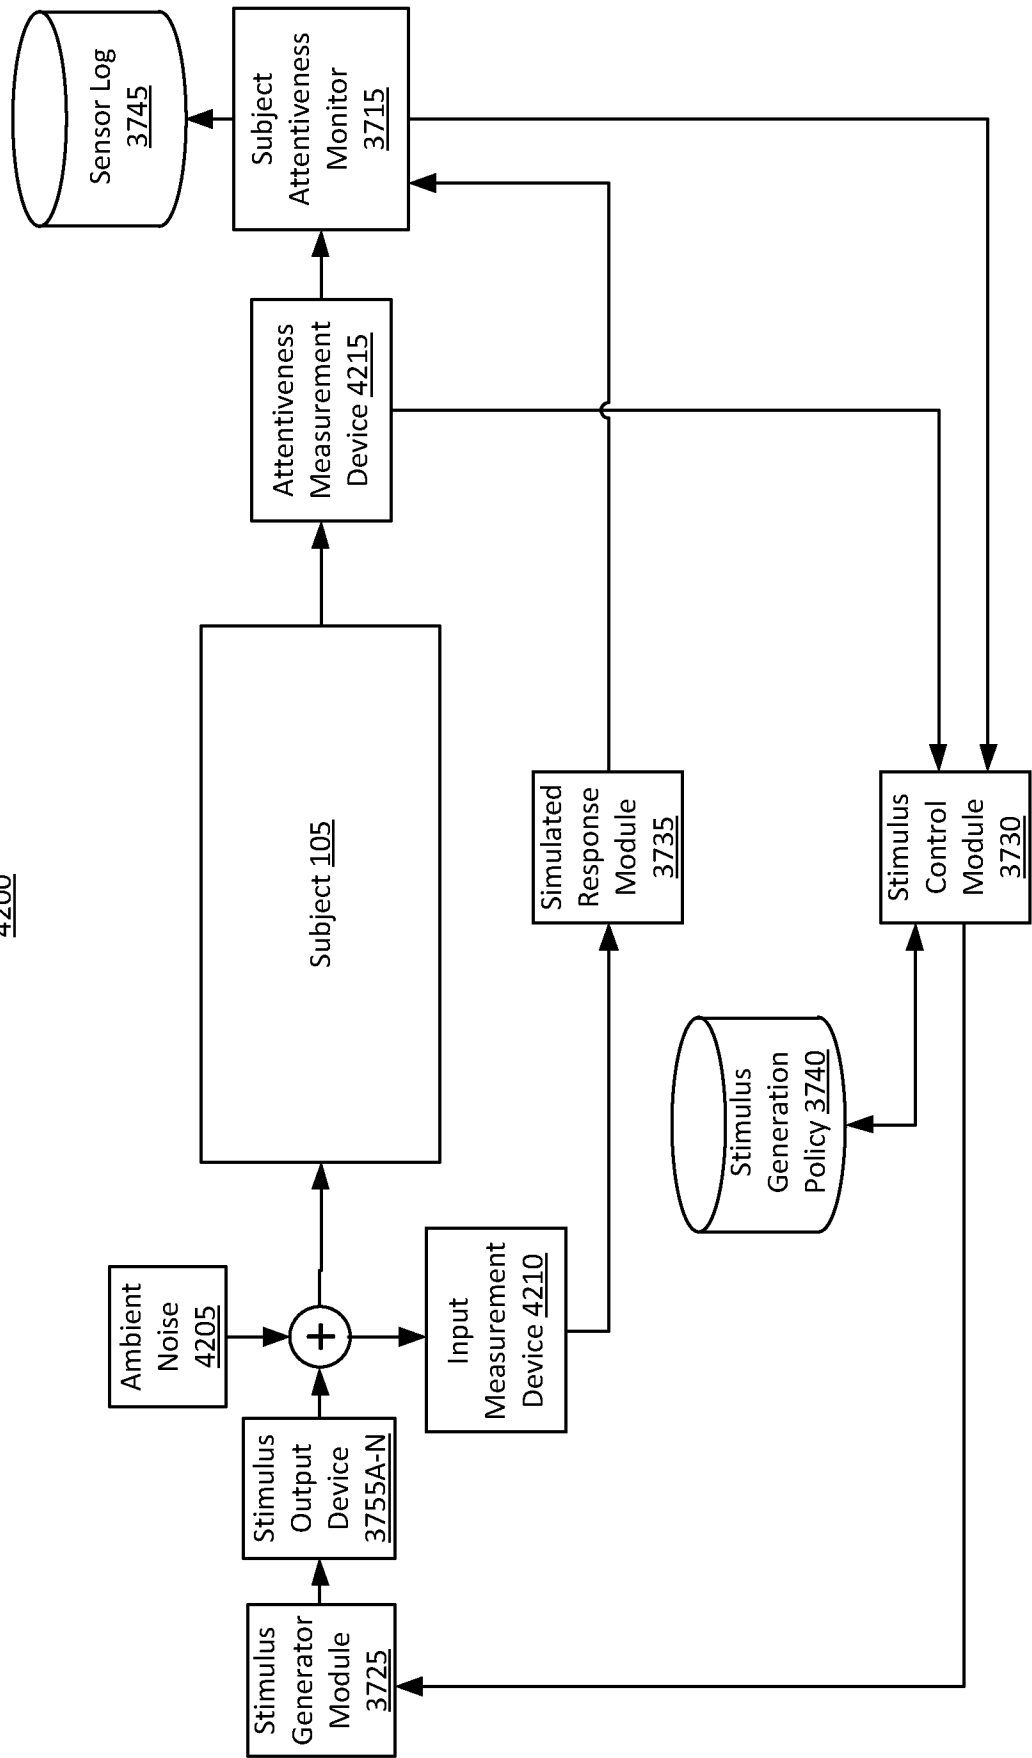 4200
Stimulus
Generator
Module
3725
Stimulus
Output
Device
3755A-N
Ambient
Noise
4205
Input
Measurement
Device 4210
Subject 105
Attentiveness
Measurement
Device 4215
Subject
Attentiveness
Monitor
3715
Sensor Log
3745
Simulated
Response
Module
3735
Stimulus
Generation
Policy 3740
Stimulus
Control
Module
3730